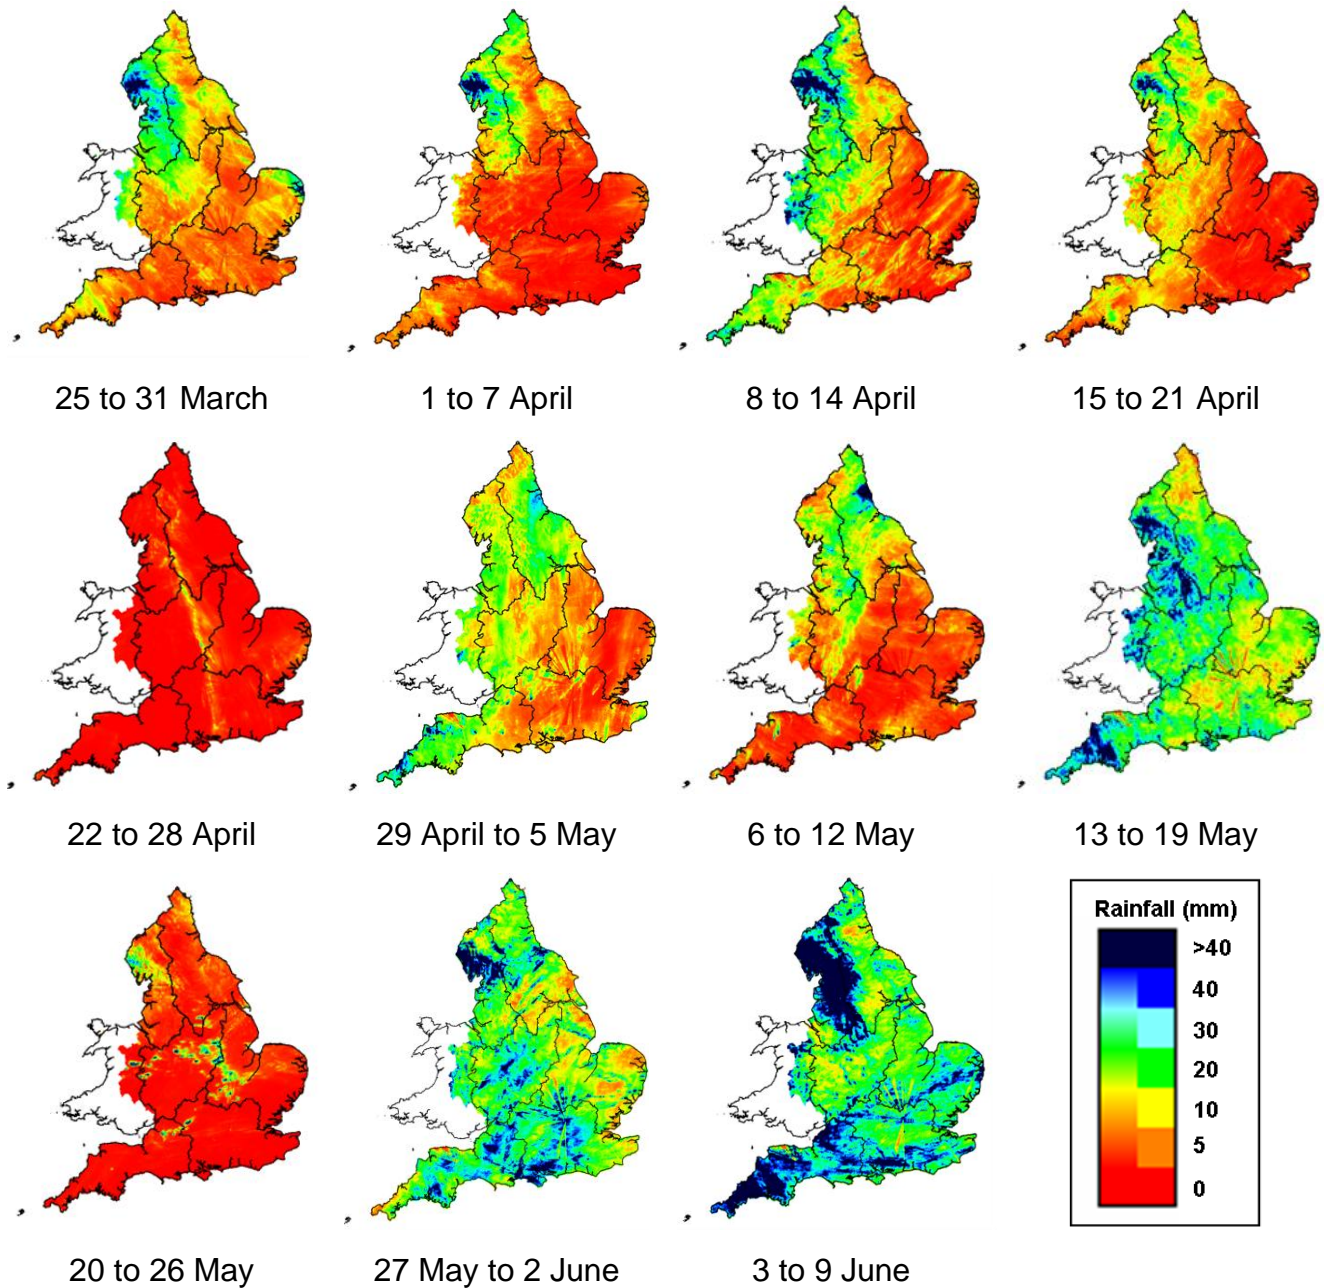 25 to 31 March
1 to 7 April
8 to 14 April
15 to 21 April
22 to 28 April
29 April to 5 May
6 to 12 May
13 to 19 May
20 to 26 May
27 May to 2 June
3 to 9 June
Rainfall (mm)
>40
40
30
20
10
5
0